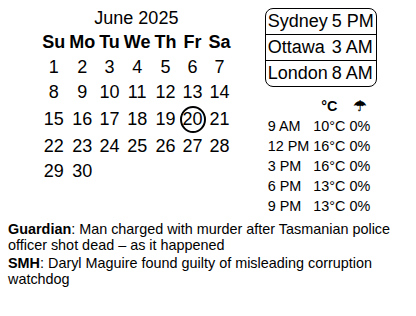 June 2025
Su Mo Tu We Th Fr Sa
1 2 3 4 5 6 7
8 9 10 11 12 13 14
15 16 17 18 19 20 21
22 23 24 25 26 27 28
29 30
Sydney 5 PM
Ottawa 3 AM
London 8 AM
°C ☂
9 AM 10°C 0%
12 PM 16°C 0%
3 PM 16°C 0%
6 PM 13°C 0%
9 PM 13°C 0%
Guardian: Man charged with murder after Tasmanian police
officer shot dead – as it happened
SMH: Daryl Maguire found guilty of misleading corruption
watchdog